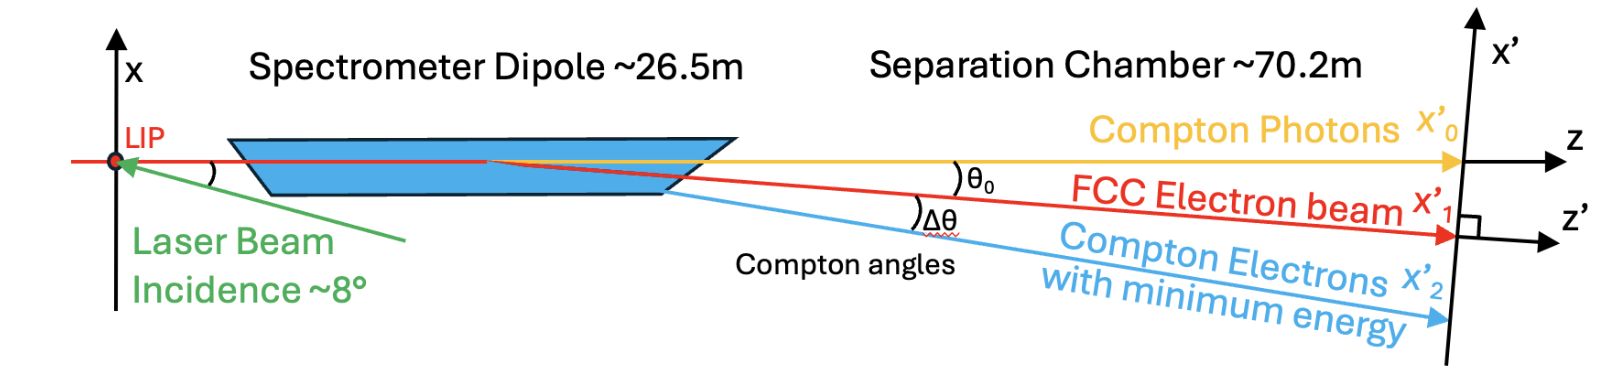 x
Spectrometer Dipole ~26.5m
Separation Chamber ~70.2m
x’
LIP
Compton Photons x’0
z
θ0
FCC Electron beam x’1
z’
Δθ
Laser Beam
Incidence ~8°
Compton angles
Compton Electrons x’2
with minimum energy